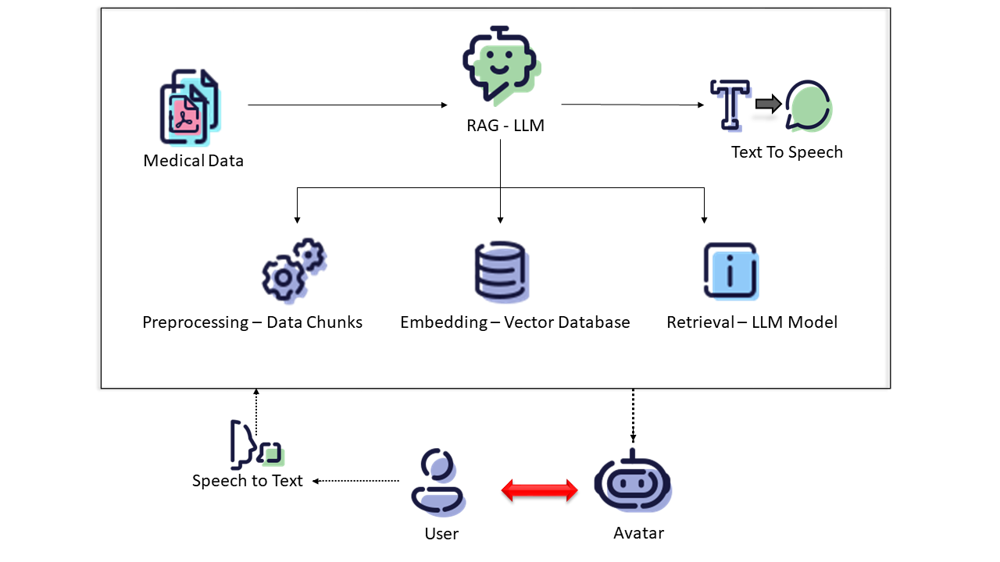 RAG - LLM
Medical Data
Text To Speech
Preprocessing – Data Chunks
Embedding – Vector Database
Retrieval – LLM Model
Speech to Text
User
Avatar